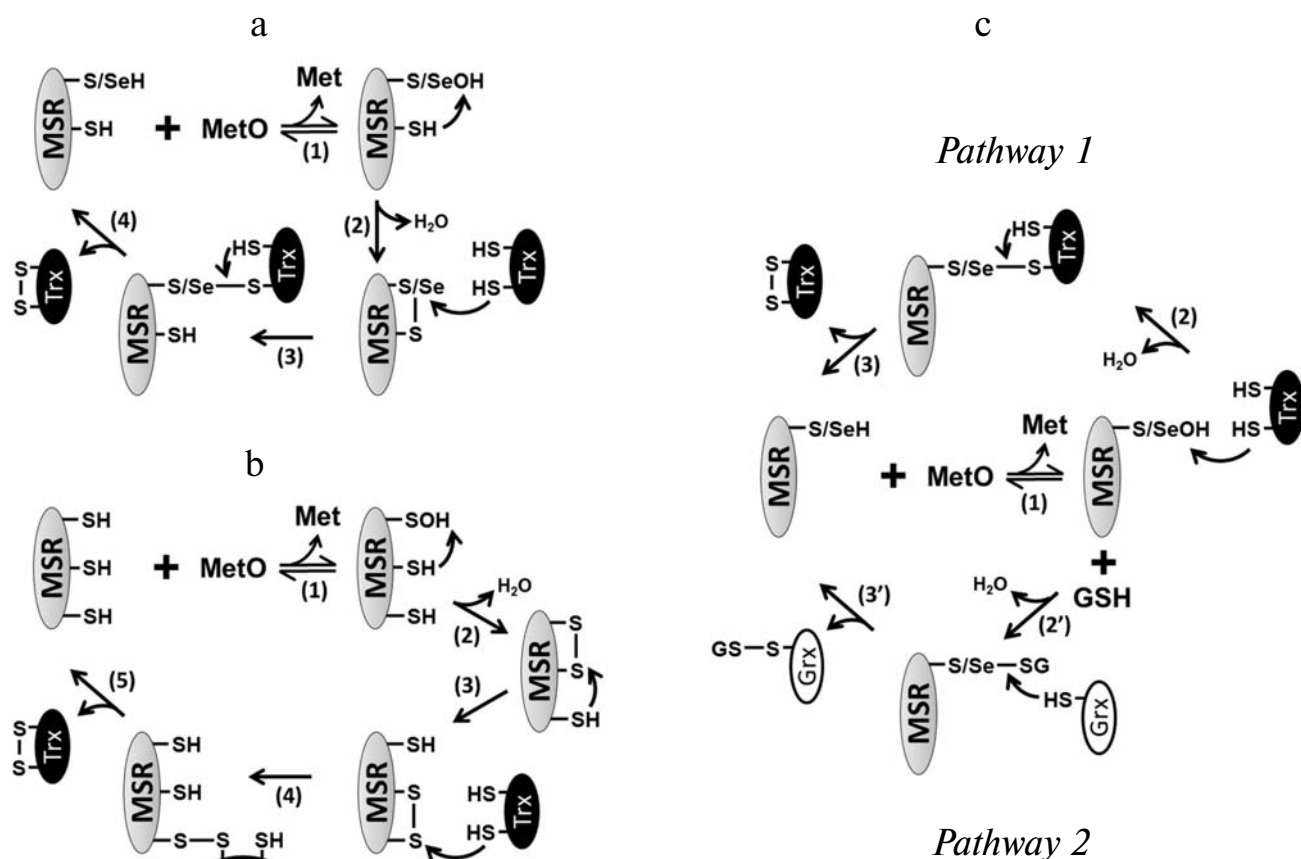 a
S/SeH
SH
MSR
+
MetO
Met
(1)
S/SeOH
SH
MSR
(2)
H₂O
HS
HS
Trx
S/Se
S
MSR
(3)
HS
Trx
S/Se
S
SH
MSR
(4)
S
S
Trx
b
SH
SH
SH
MSR
+
MetO
Met
(1)
SOH
SH
SH
MSR
H₂O
(2)
S
S
SH
MSR
(3)
SH
S
S
MSR
HS
HS
Trx
(4)
SH
SH
S
S
SH
MSR
(5)
S
S
Trx
c
Pathway 1
HS
Trx
S/Se
S
MSR
S
S
Trx
(3)
(2)
H₂O
HS
HS
Trx
S/SeH
MSR
+
MetO
Met
(1)
S/SeOH
MSR
+
GSH
H₂O
(2')
(3')
GS
S
Grx
S/Se
SG
MSR
HS
Grx
Pathway 2